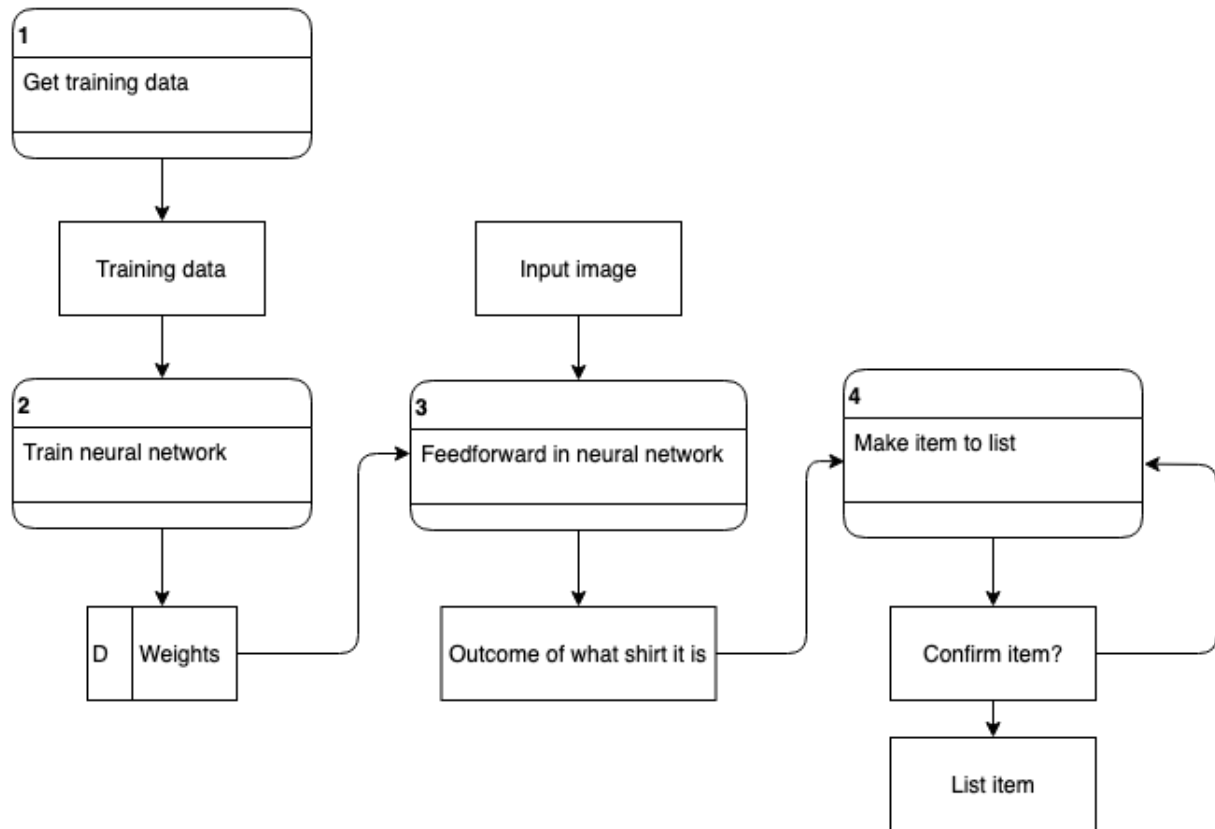 1
Get training data
Training data
Input image
2
Train neural network
3
Feedforward in neural network
4
Make item to list
D
Weights
Outcome of what shirt it is
Confirm item?
List item